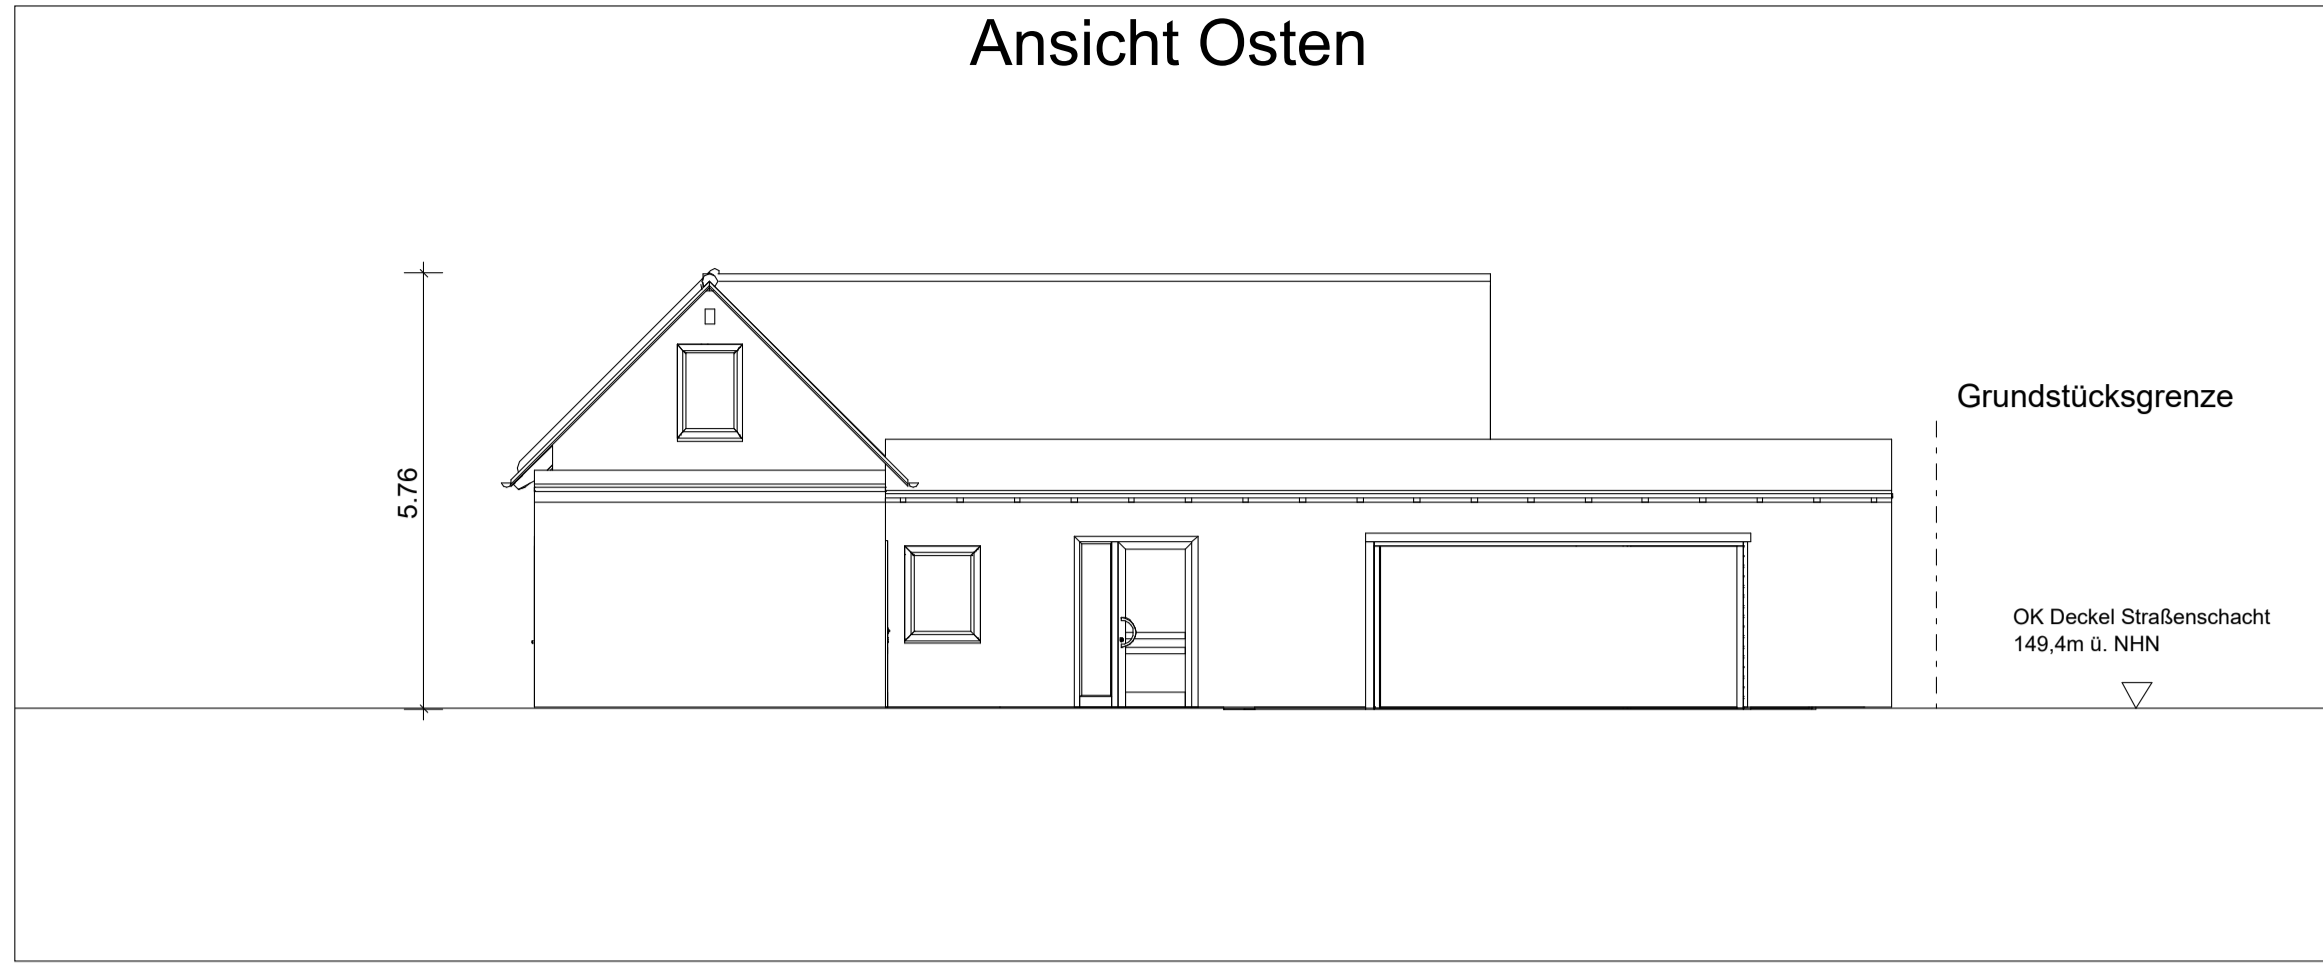 Ansicht Osten
Grundstücksgrenze
5.76
OK Deckel Straßenschacht
149,4m ü. NHN